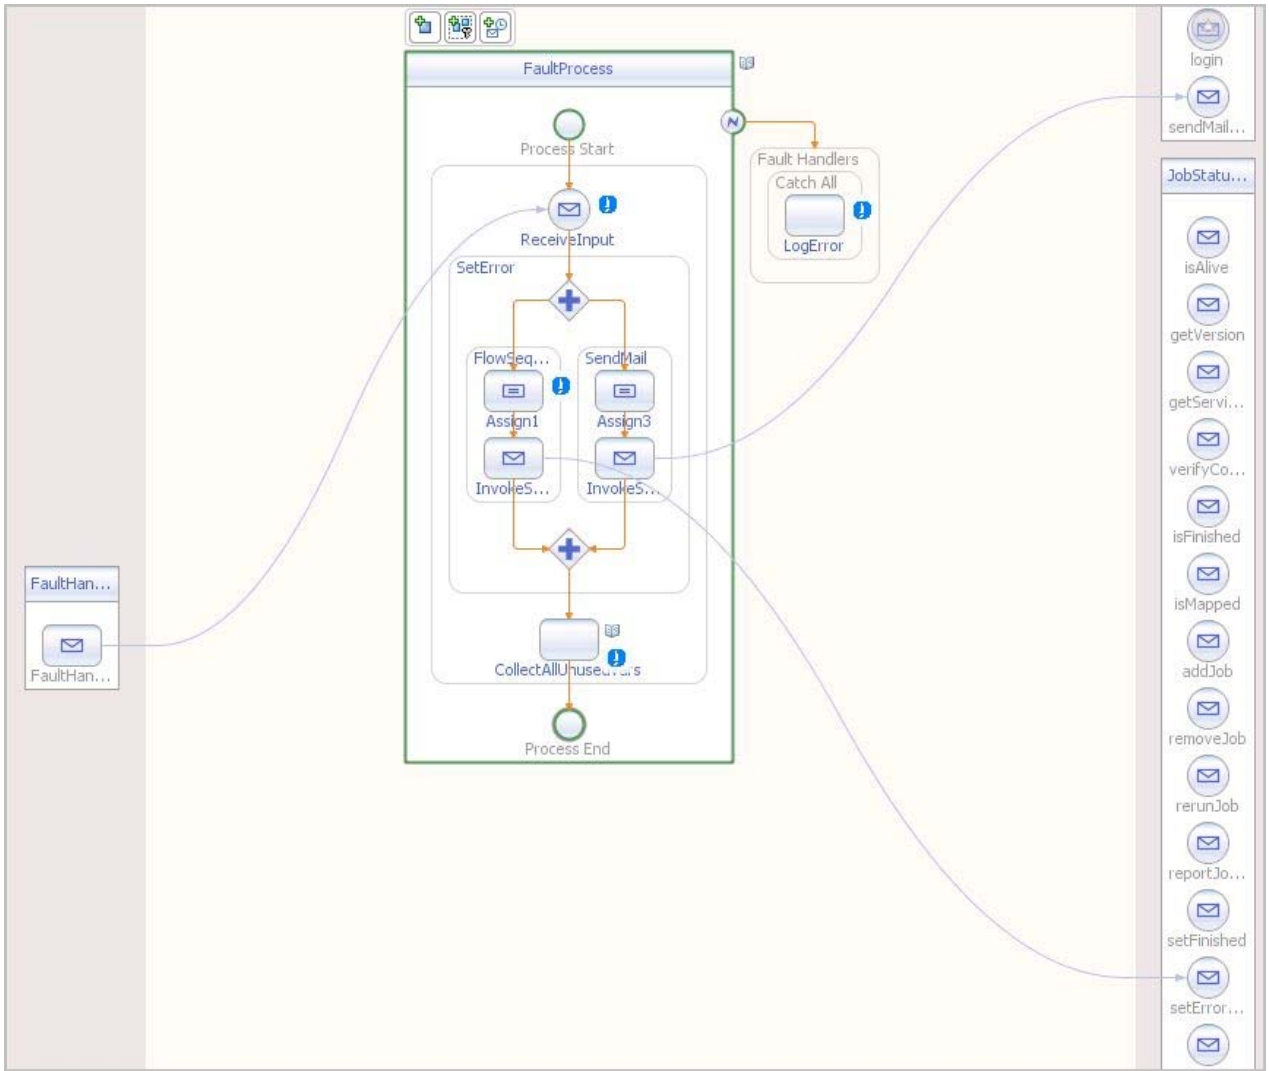 FaultProcess
Process Start
ReceiveInput
SetError
FlowSeq...
SendMail
Assign1
Assign3
InvokeS...
InvokeS...
Process End
Fault Handlers
Catch All
LogError
FaultHan...
FaultHan...
login
sendMail...
JobStatu...
isAlive
getVersion
getServi...
verifyCo...
isFinished
isMapped
addJob
removeJob
rerunJob
reportJo...
setFinished
setError...